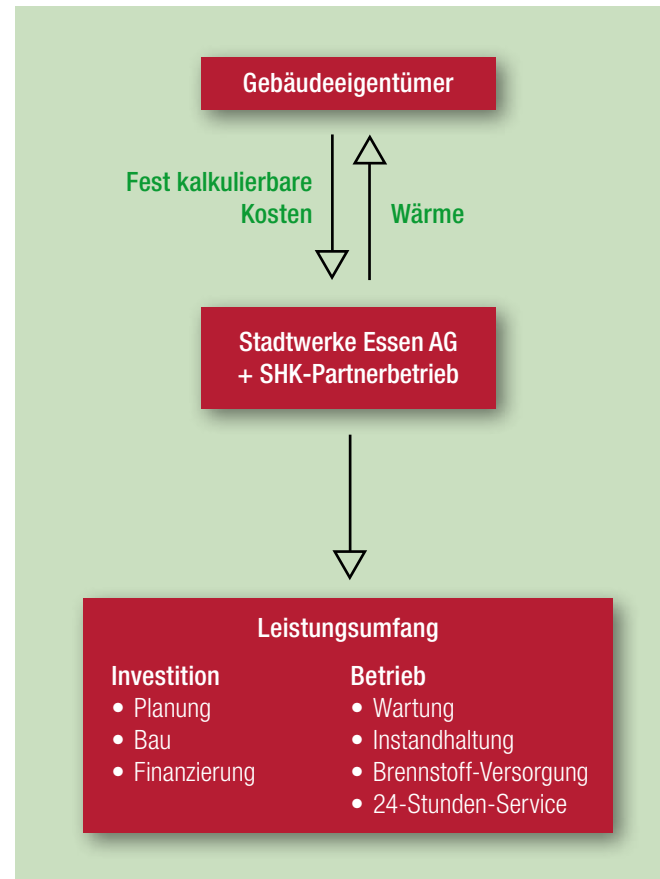 Gebäudeeigentümer
Fest kalkulierbare
Kosten
Wärme
Stadtwerke Essen AG
+ SHK-Partnerbetrieb
Leistungsumfang
Investition
• Planung
• Bau
• Finanzierung
Betrieb
• Wartung
• Instandhaltung
• Brennstoff-Versorgung
• 24-Stunden-Service